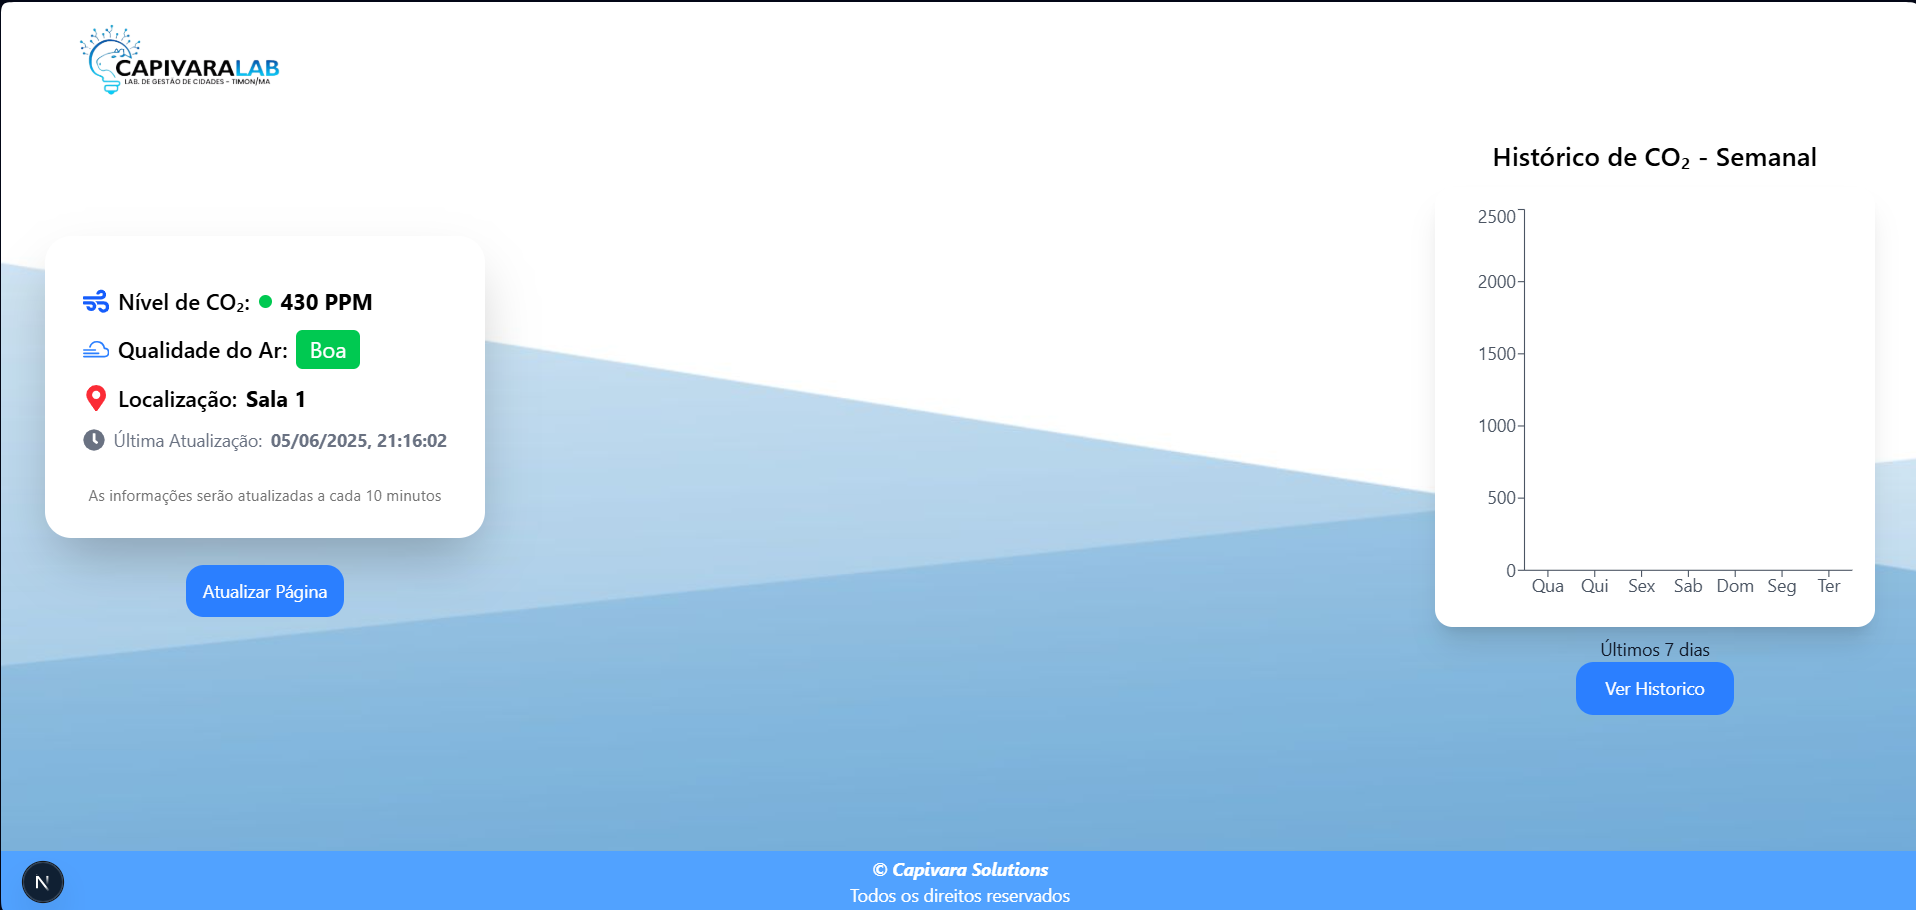 CAPIVARALAB
LAB. DE GESTÃO DE CIDADES - TIMON/MA
Nível de CO₂: 430 PPM
Qualidade do Ar: Boa
Localização: Sala 1
Última Atualização: 05/06/2025, 21:16:02
As informações serão atualizadas a cada 10 minutos
Atualizar Página
Histórico de CO₂ - Semanal
2500
2000
1500
1000
500
0
Qua Qui Sex Sab Dom Seg Ter
Últimos 7 dias
Ver Historico
© Capivara Solutions
Todos os direitos reservados
N